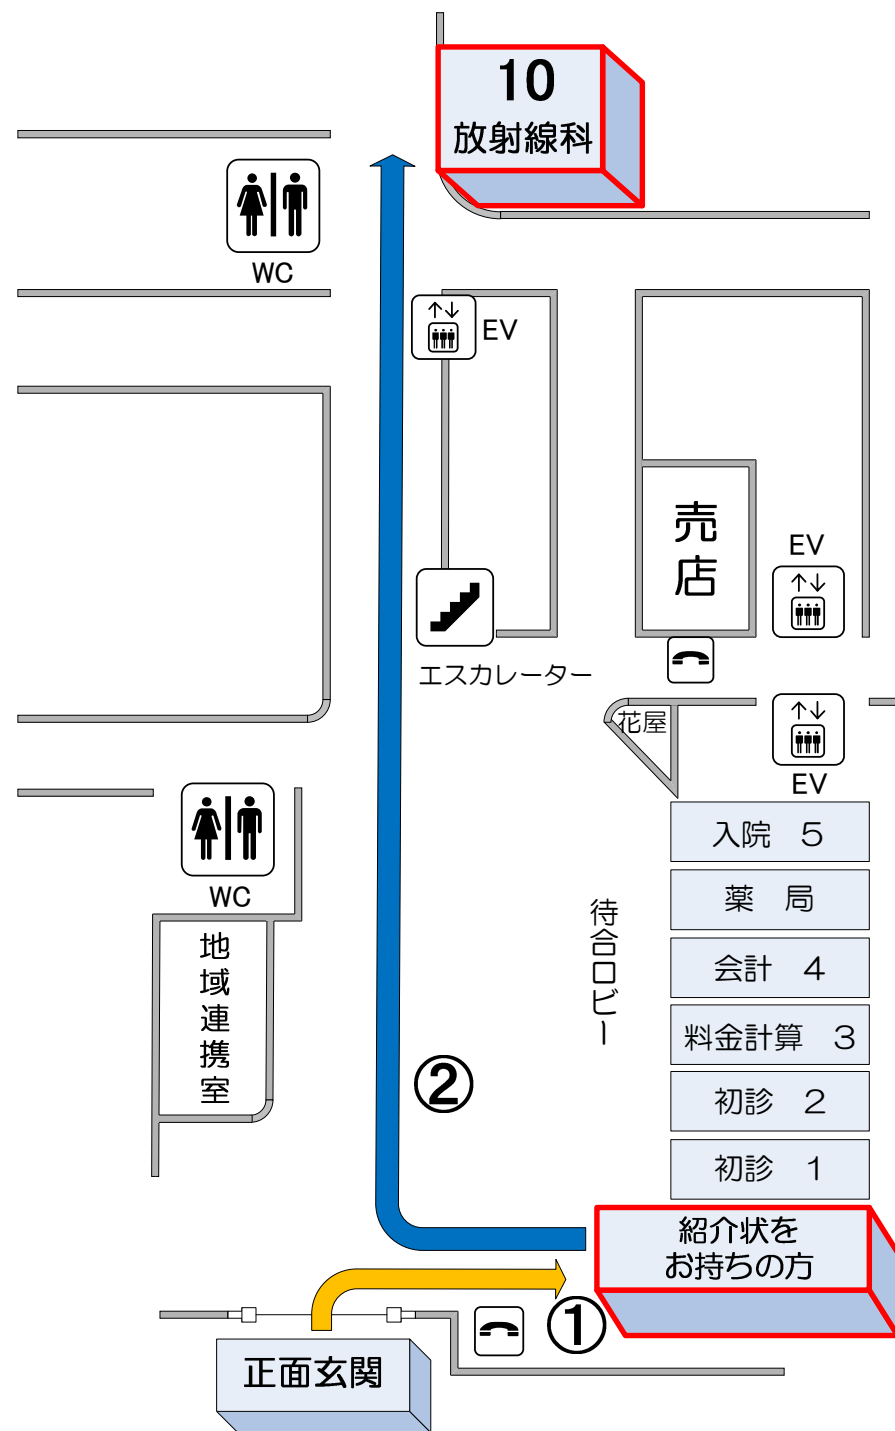 10
放射線科
WC
EV
売店
EV
エスカレーター
花屋
EV
WC
入院 5
薬 局
待合ロビー
地域連携室
会計 4
料金計算 3
②
初診 2
初診 1
紹介状を
お持ちの方
①
正面玄関